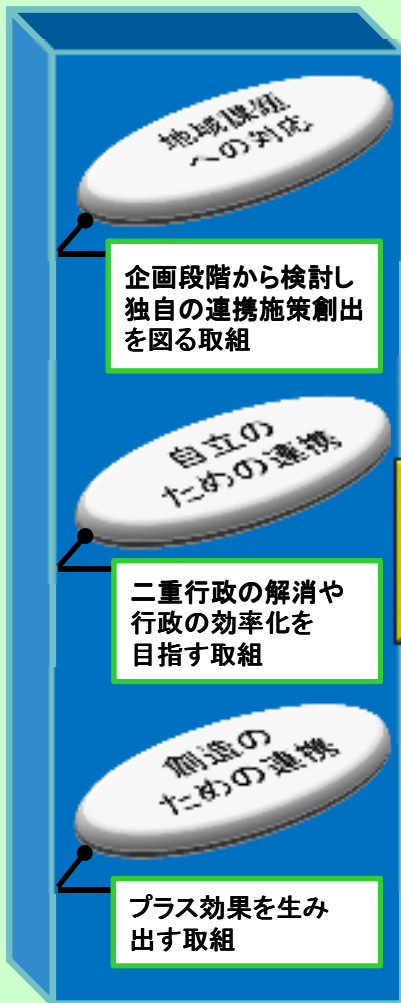 地域課題
への対応
企画段階から検討し
独自の連携施策創出
を図る取組
自立の
ための連携
二重行政の解消や
行政の効率化を
目指す取組
創造の
ための連携
プラス効果を生み
出す取組